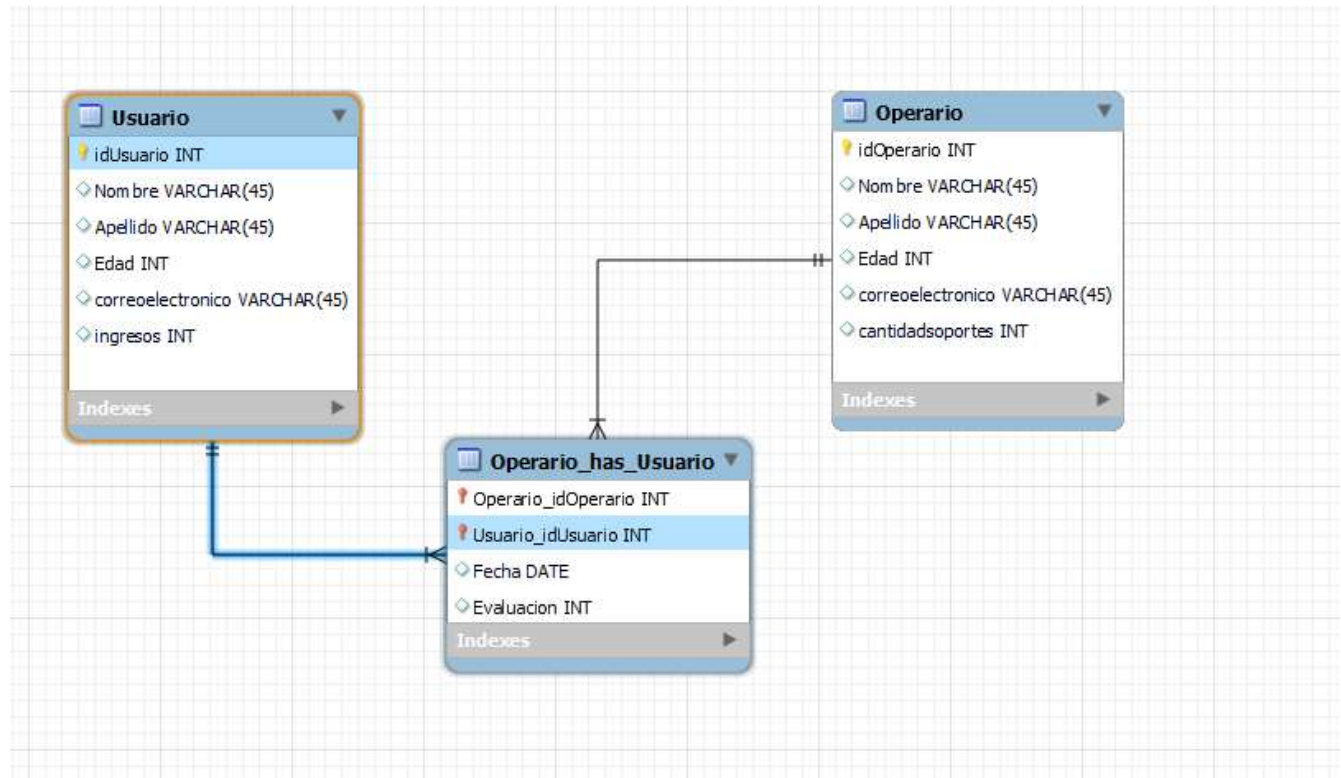 Usuario
idUsuario INT
Nombre VARCHAR(45)
Apellido VARCHAR(45)
Edad INT
correoelectronico VARCHAR(45)
ingresos INT
Indexes
Operario
idOperario INT
Nombre VARCHAR(45)
Apellido VARCHAR(45)
Edad INT
correoelectronico VARCHAR(45)
cantidadsoportes INT
Indexes
Operario_has_Usuario
Operario_idOperario INT
Usuario_idUsuario INT
Fecha DATE
Evaluacion INT
Indexes